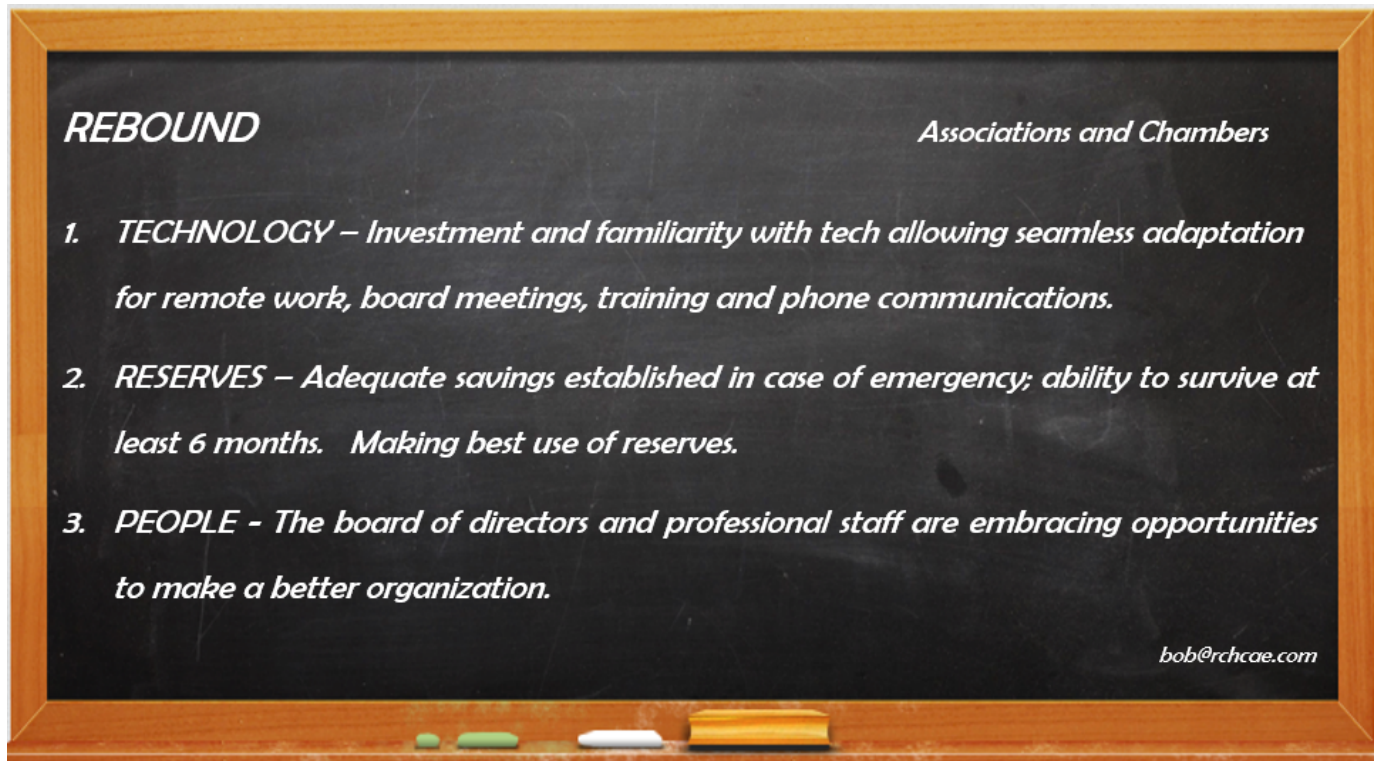 REBOUND Associations and Chambers
1. TECHNOLOGY – Investment and familiarity with tech allowing seamless adaptation
for remote work, board meetings, training and phone communications.
2. RESERVES – Adequate savings established in case of emergency; ability to survive at
least 6 months. Making best use of reserves.
3. PEOPLE - The board of directors and professional staff are embracing opportunities
to make a better organization.
bob@rchcae.com